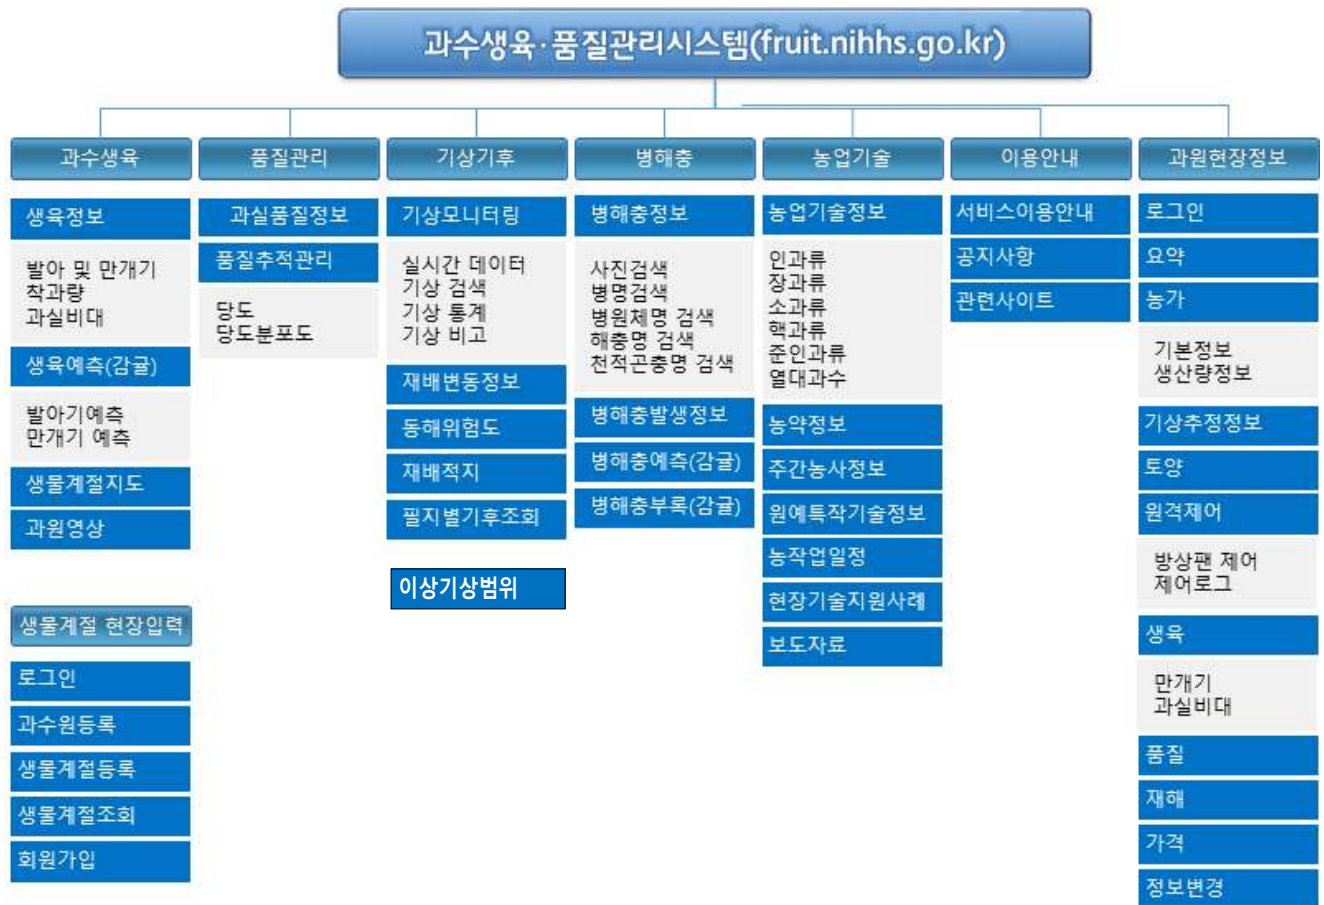 과수생육·품질관리시스템(fruit.nihhs.go.kr)
과수생육
생육정보
발아 및 만개기
착과량
과실비대
생육예측(감귤)
발아기예측
만개기 예측
생물계절지도
과원영상
생물계절 현장입력
로그인
과수원등록
생물계절등록
생물계절조회
회원가입
품질관리
과실품질정보
품질추적관리
당도
당도분포도
기상기후
기상모니터링
실시간 데이터
기상 검색
기상 통계
기상 비고
재배변동정보
동해위험도
재배적지
필지별기후조회
이상기상범위
병해충
병해충정보
사진검색
병명검색
병원체명 검색
해충명 검색
천적곤충명 검색
병해충발생정보
병해충예측(감귤)
병해충부록(감귤)
농업기술
농업기술정보
인과류
장과류
소과류
핵과류
준인과류
열대과수
농약정보
주간농사정보
원예특작기술정보
농작업일정
현장기술지원사례
보도자료
이용안내
서비스이용안내
공지사항
관련사이트
과원현장정보
로그인
요약
농가
기본정보
생산량정보
기상추정정보
토양
원격제어
방상팬 제어
제어로그
생육
만개기
과실비대
품질
재해
가격
정보변경